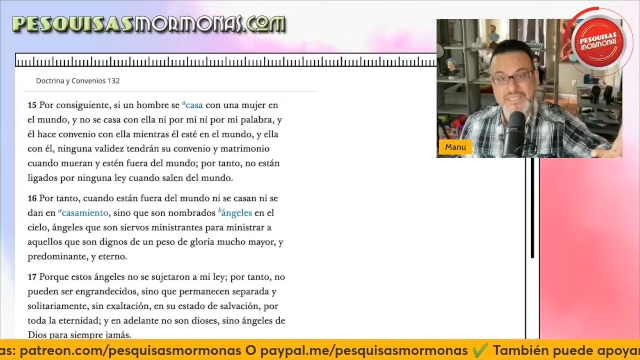 PESQUISASMORMONAS.COM
PESQUISAS
MORMONAS
Manu
Doctrina y Convenios 132
15 Por consiguiente, si un hombre se a casa con una mujer en
el mundo, y no se casa con ella ni por mí ni por mi palabra, y
él hace convenio con ella mientras él esté en el mundo, y ella
con él, ninguna validez tendrán su convenio y matrimonio
cuando mueran y estén fuera del mundo; por tanto, no están
ligados por ninguna ley cuando salen del mundo.
16 Por tanto, cuando están fuera del mundo ni se casan ni se
dan en a casamiento, sino que son nombrados b ángeles en el
cielo, ángeles que son siervos ministrantes para ministrar a
aquellos que son dignos de un peso de gloria mucho mayor, y
predominante, y eterno.
17 Porque estos ángeles no se sujetaron a mi ley; por tanto, no
pueden ser engrandecidos, sino que permanecen separada y
solitariamente, sin exaltación, en su estado de salvación, por
toda la eternidad; y en adelante no son dioses, sino ángeles de
Dios para siempre jamás.
as: patreon.com/pesquisasmormonas O paypal.me/pesquisasmormonas ✔ También puede apoyar